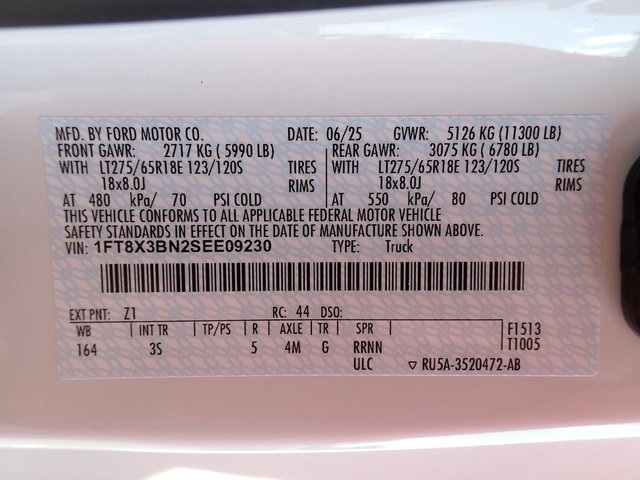 MFD. BY FORD MOTOR CO. DATE: 06/25 GVWR: 5126 KG (11300 LB)
FRONT GAWR: 2717 KG ( 5990 LB) REAR GAWR: 3075 KG ( 6780 LB)
WITH LT275/65R18E 123/120S TIRES WITH LT275/65R18E 123/120S TIRES
18x8.0J RIMS 18x8.0J RIMS
AT 480 kPa/ 70 PSI COLD AT 550 kPa/ 80 PSI COLD
THIS VEHICLE CONFORMS TO ALL APPLICABLE FEDERAL MOTOR VEHICLE
SAFETY STANDARDS IN EFFECT ON THE DATE OF MANUFACTURE SHOWN ABOVE.
VIN: 1FT8X3BN2SEE09230 TYPE: Truck
EXT PNT: Z1 RC: 44 DSO:
WB INT TR TP/PS R AXLE TR SPR F1513
164 3S 5 4M G RRNN T1005
ULC ▽ RU5A-3520472-AB